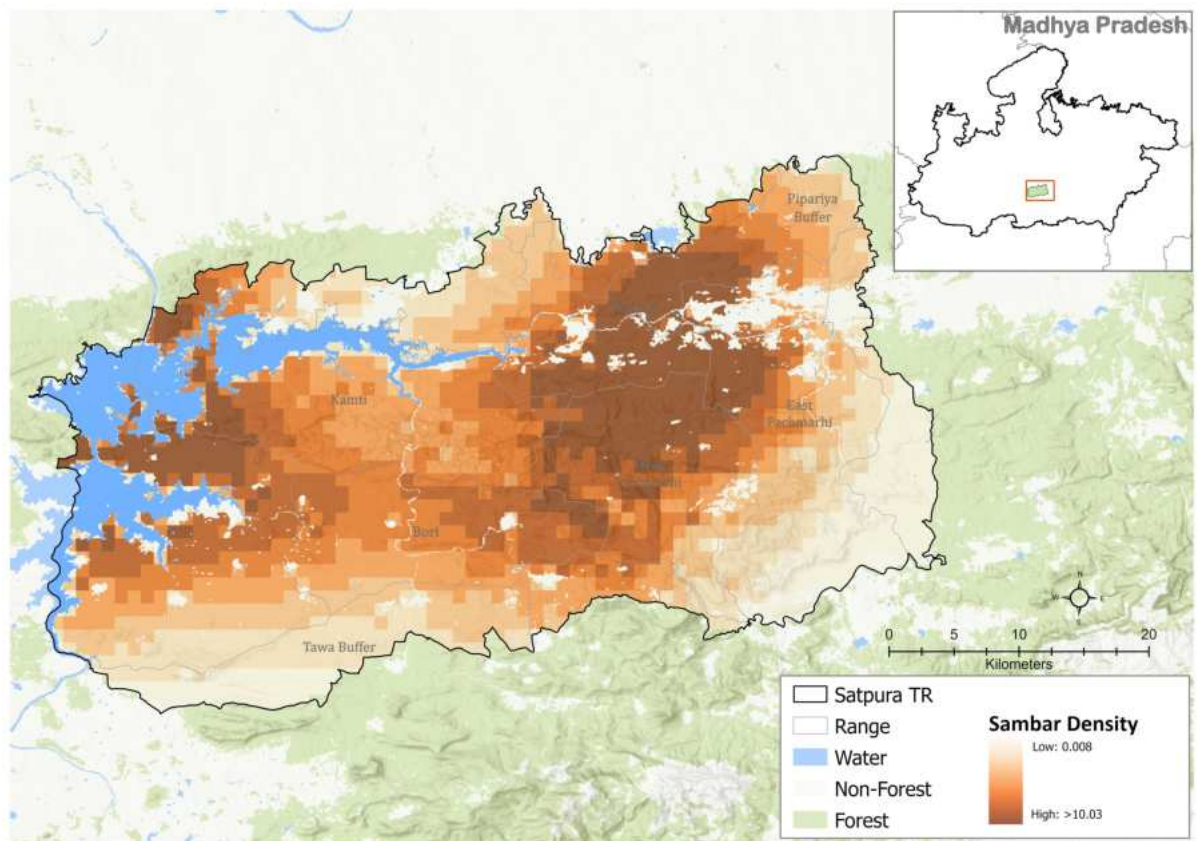 Madhya Pradesh
Pipariya
Buffer
Kamti
East
Pachmarhi
Bori
Tawa Buffer
N
W
E
S
0 5 10 20
Kilometers
Satpura TR
Range
Water
Non-Forest
Forest
Sambar Density
Low: 0.008
High: >10.03